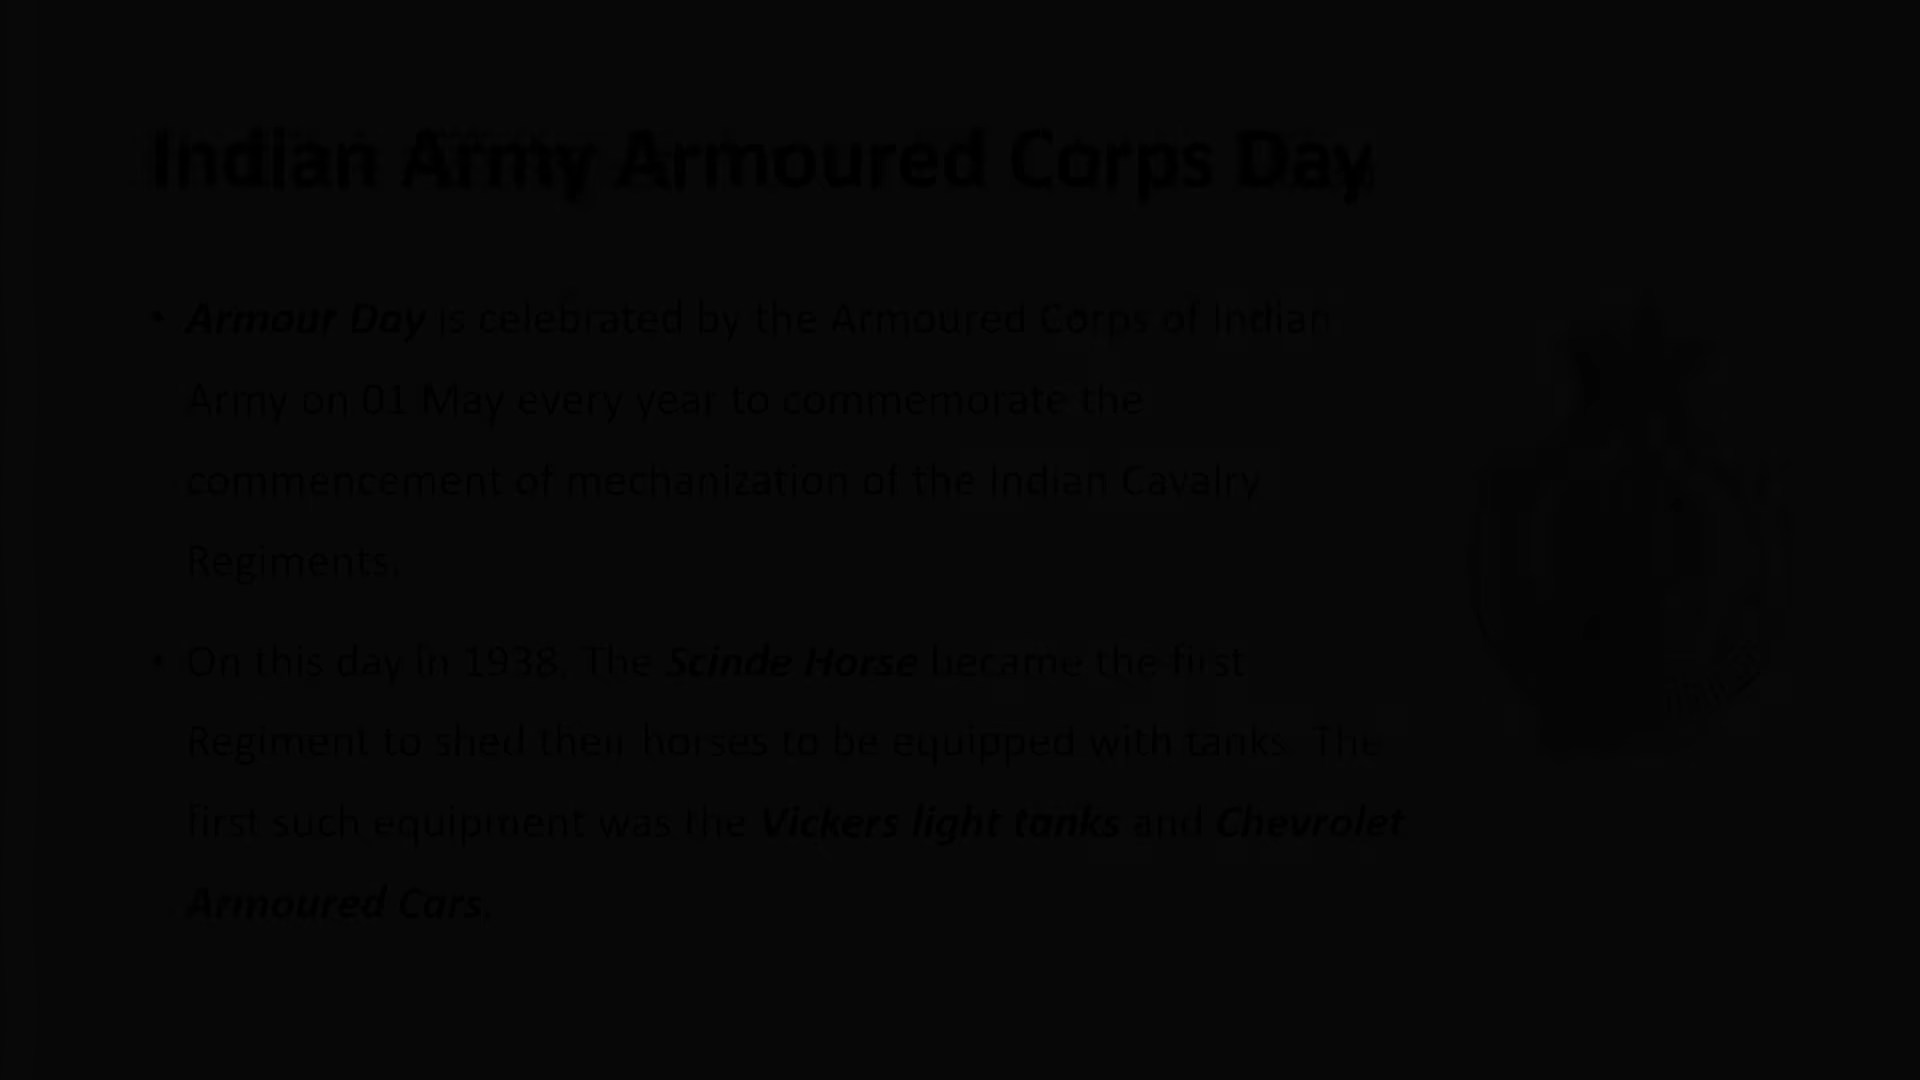 Indian Army Armoured Corps Day
• Armour Day is celebrated by the Armoured Corps of Indian
Army on 01 May every year to commemorate the
commencement of mechanization of the Indian Cavalry
Regiments.
• On this day in 1938, The Scinde Horse became the first
Regiment to shed their horses to be equipped with tanks. The
first such equipment was the Vickers light tanks and Chevrolet
Armoured Cars.